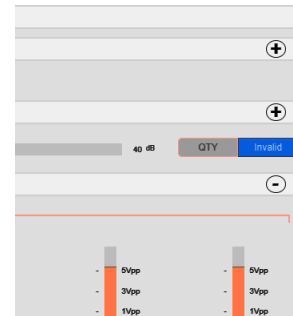 40 dB QTY Invalid
- 5Vpp - 5Vpp
- 3Vpp - 3Vpp
- 1Vpp - 1Vpp